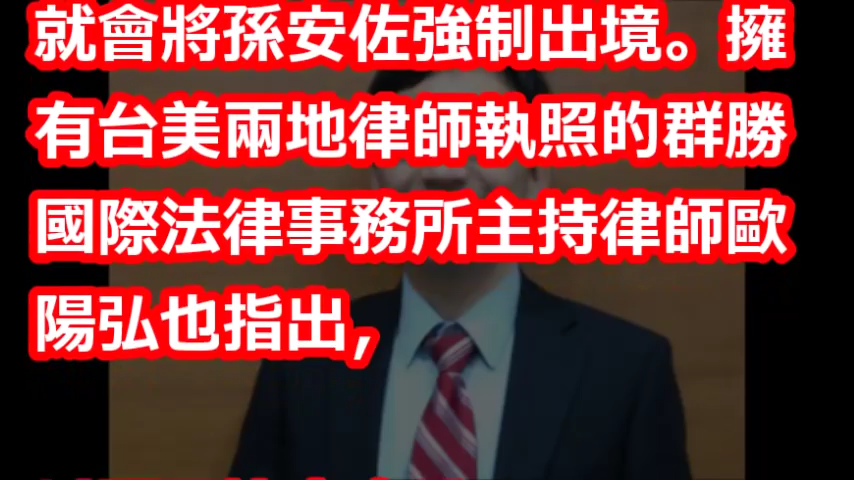 就會將孫安佐強制出境。擁
有台美兩地律師執照的群勝
國際法律事務所主持律師歐
陽弘也指出，